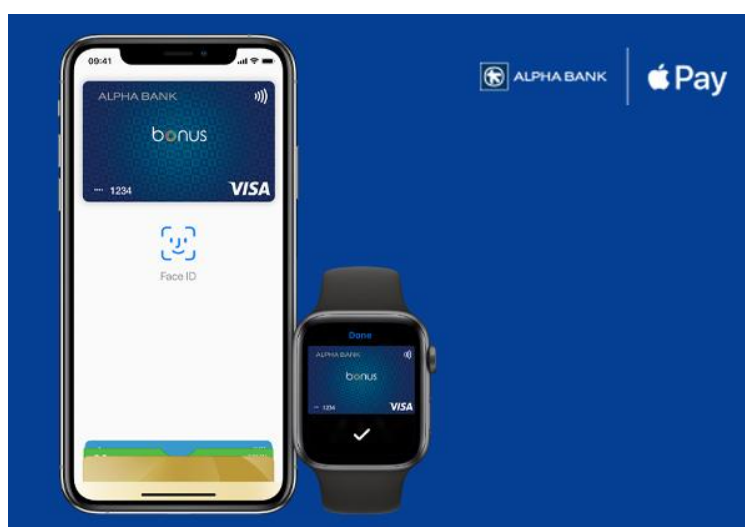 09:41
ALPHA BANK
bonus
•••• 1234
VISA
Face ID
ALPHA BANK
Pay
Done
ALPHA BANK
bonus
1234
VISA